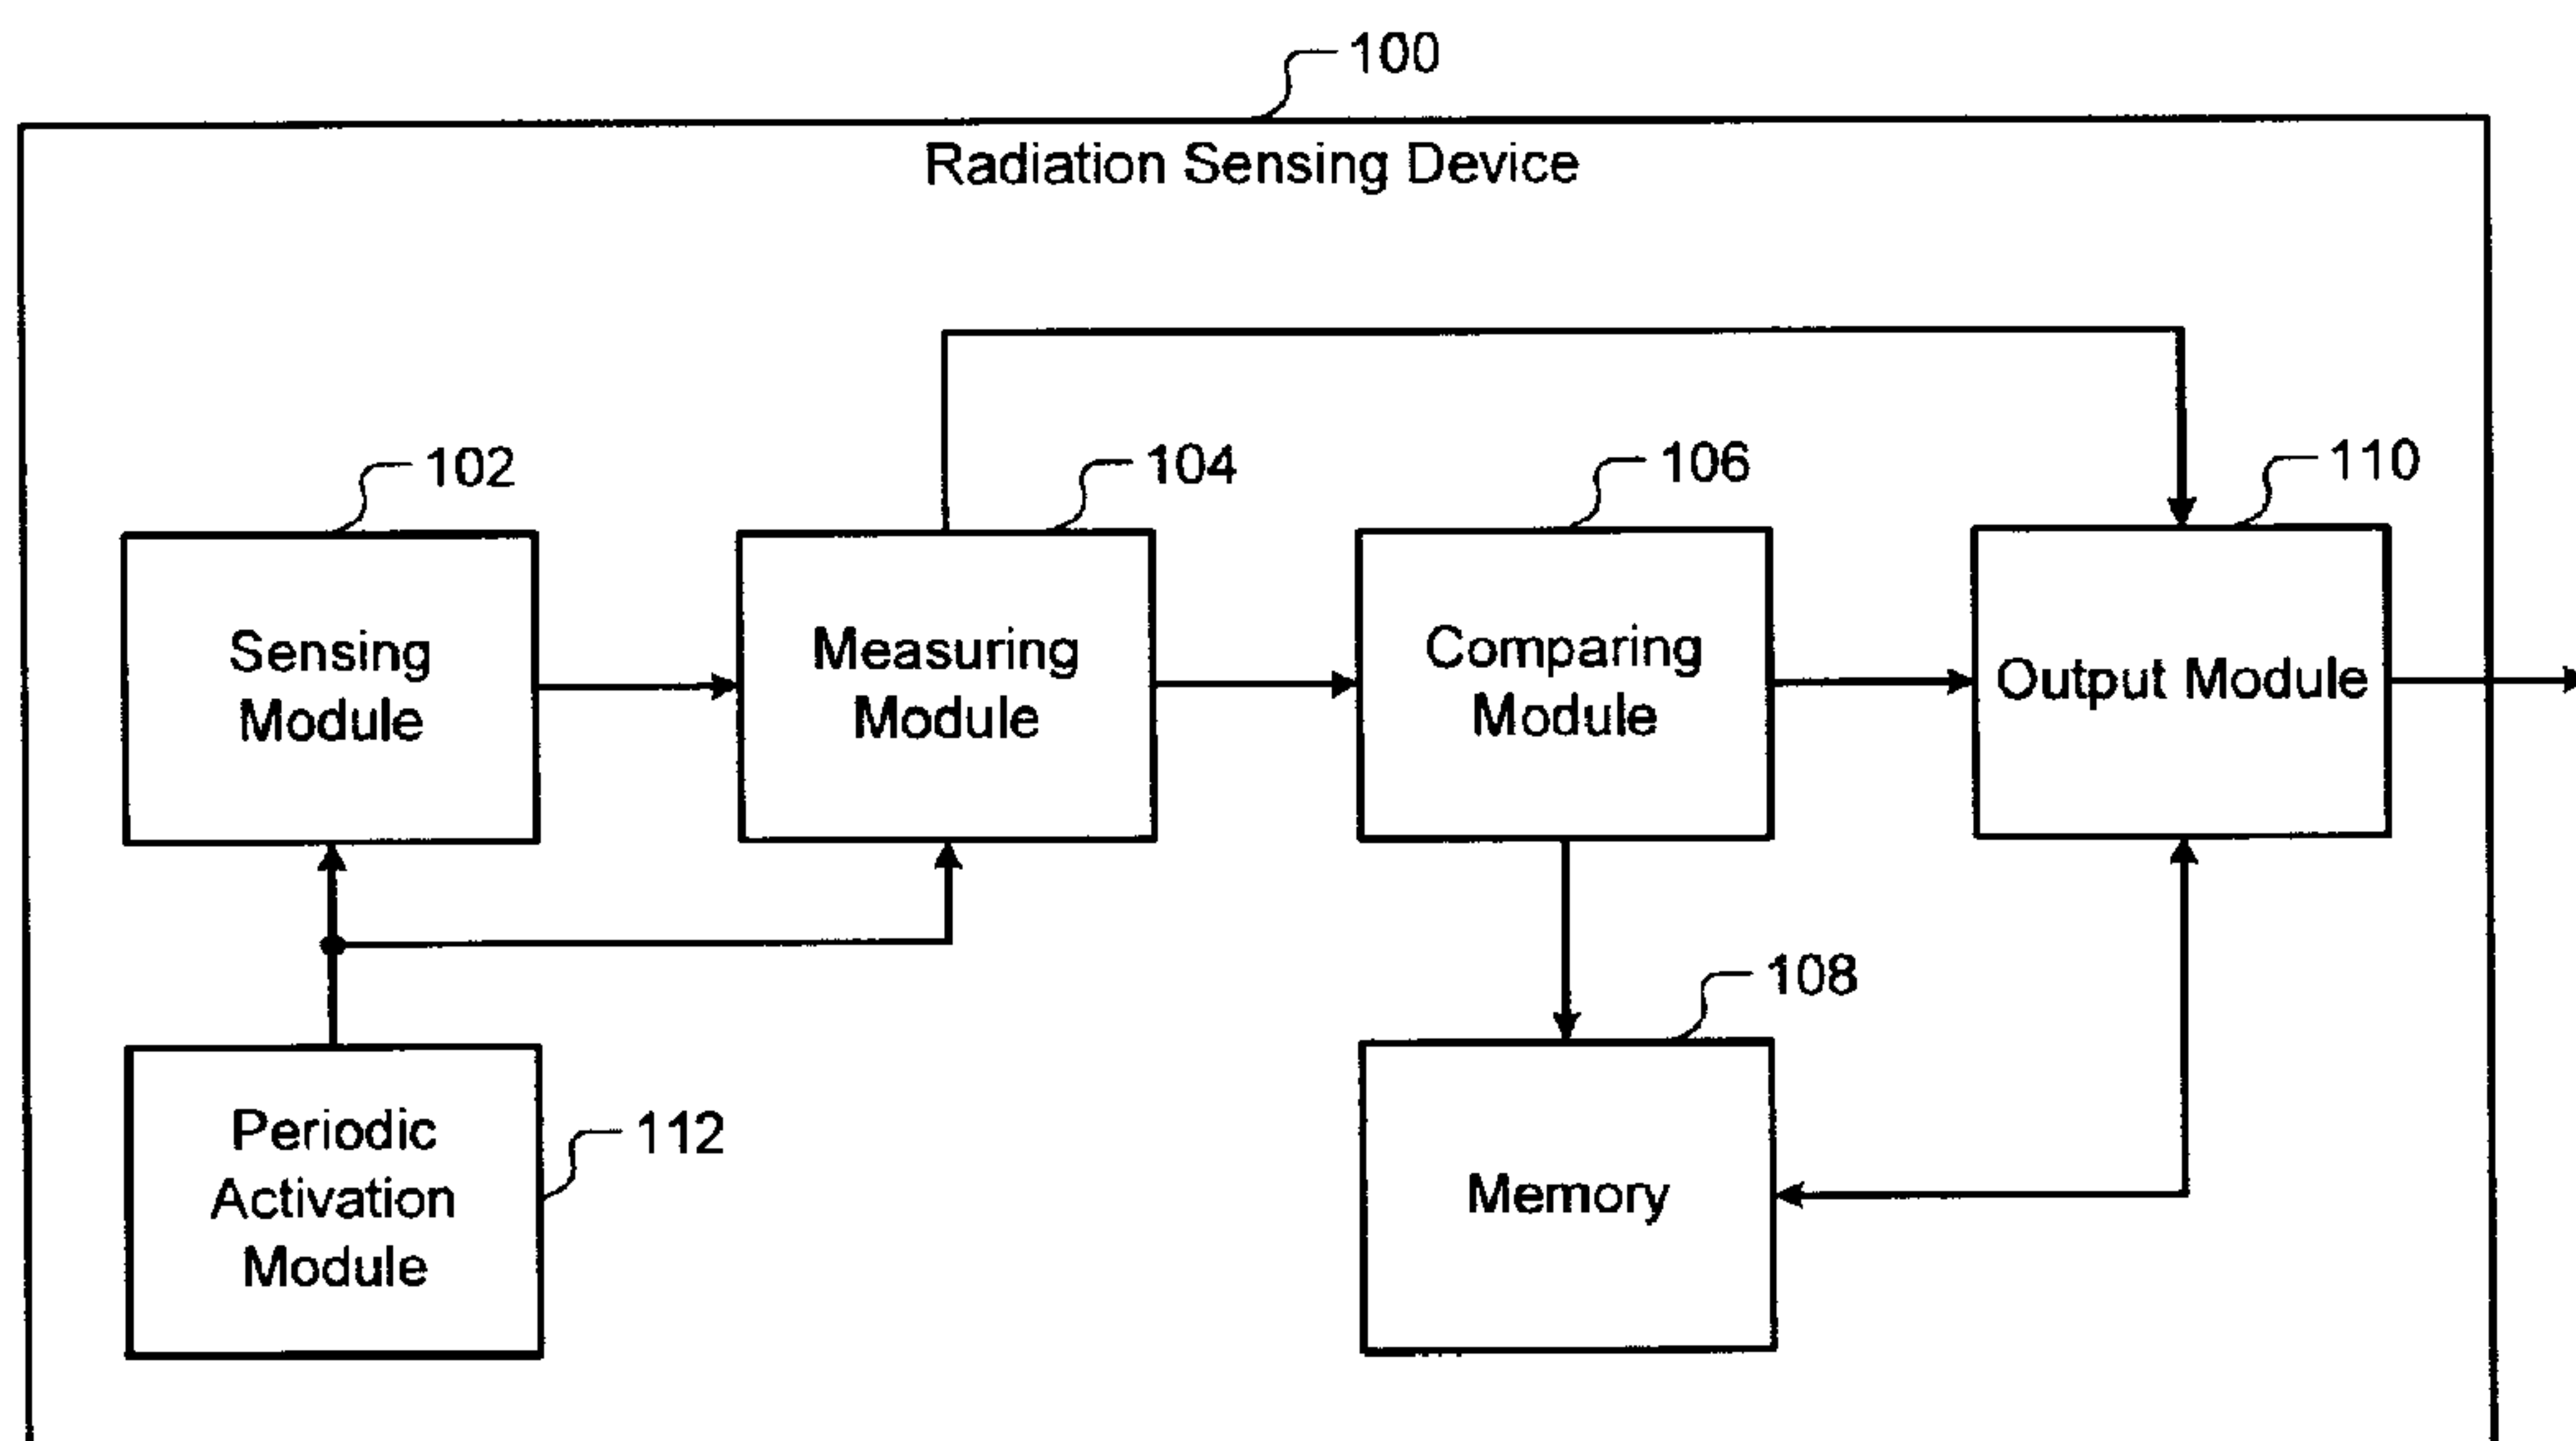 100
Radiation Sensing Device
102
104
106
110
Sensing
Module
Measuring
Module
Comparing
Module
Output Module
108
112
Periodic
Activation
Module
Memory